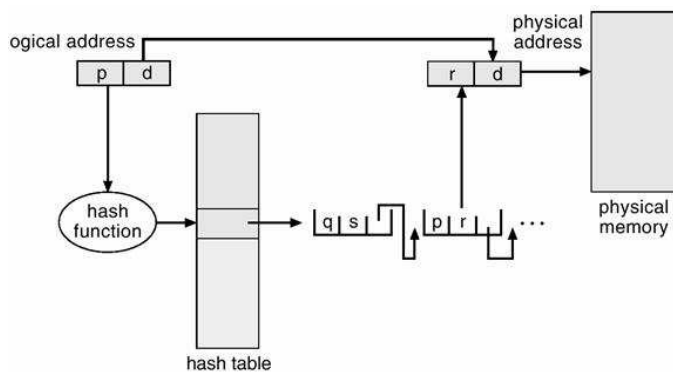 ogical address
physical
address
p d
r d
hash
function
q s
p r
...
physical
memory
hash table